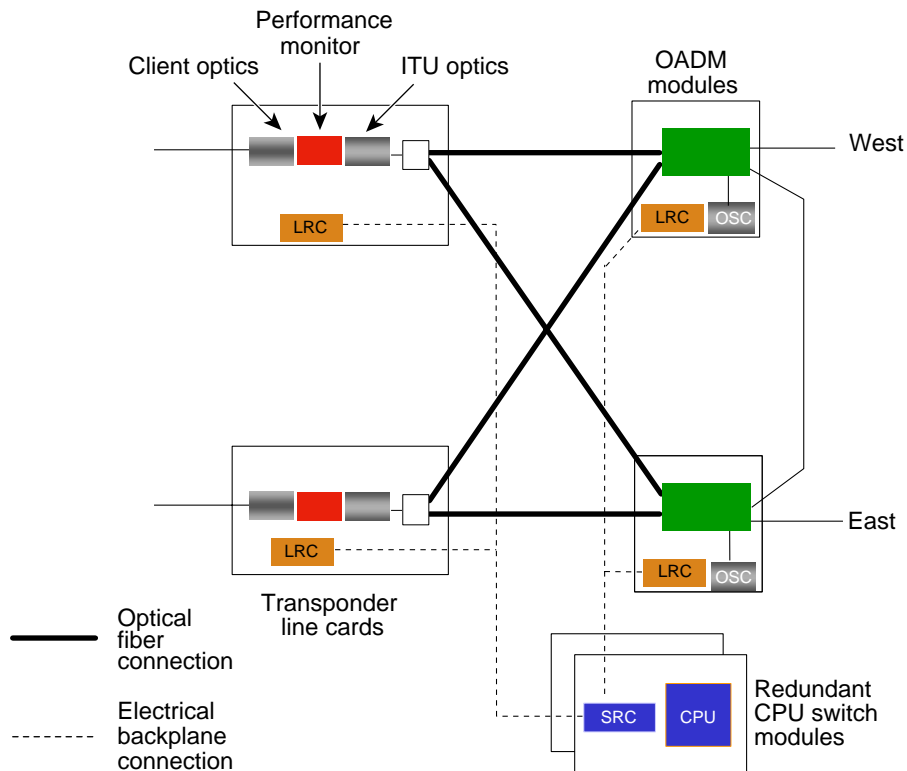 Performance
monitor
Client optics
ITU optics
OADM
modules
West
LRC
LRC
OSC
East
LRC
LRC
OSC
Transponder
line cards
Optical
fiber
connection
Electrical
backplane
connection
SRC
CPU
Redundant
CPU switch
modules